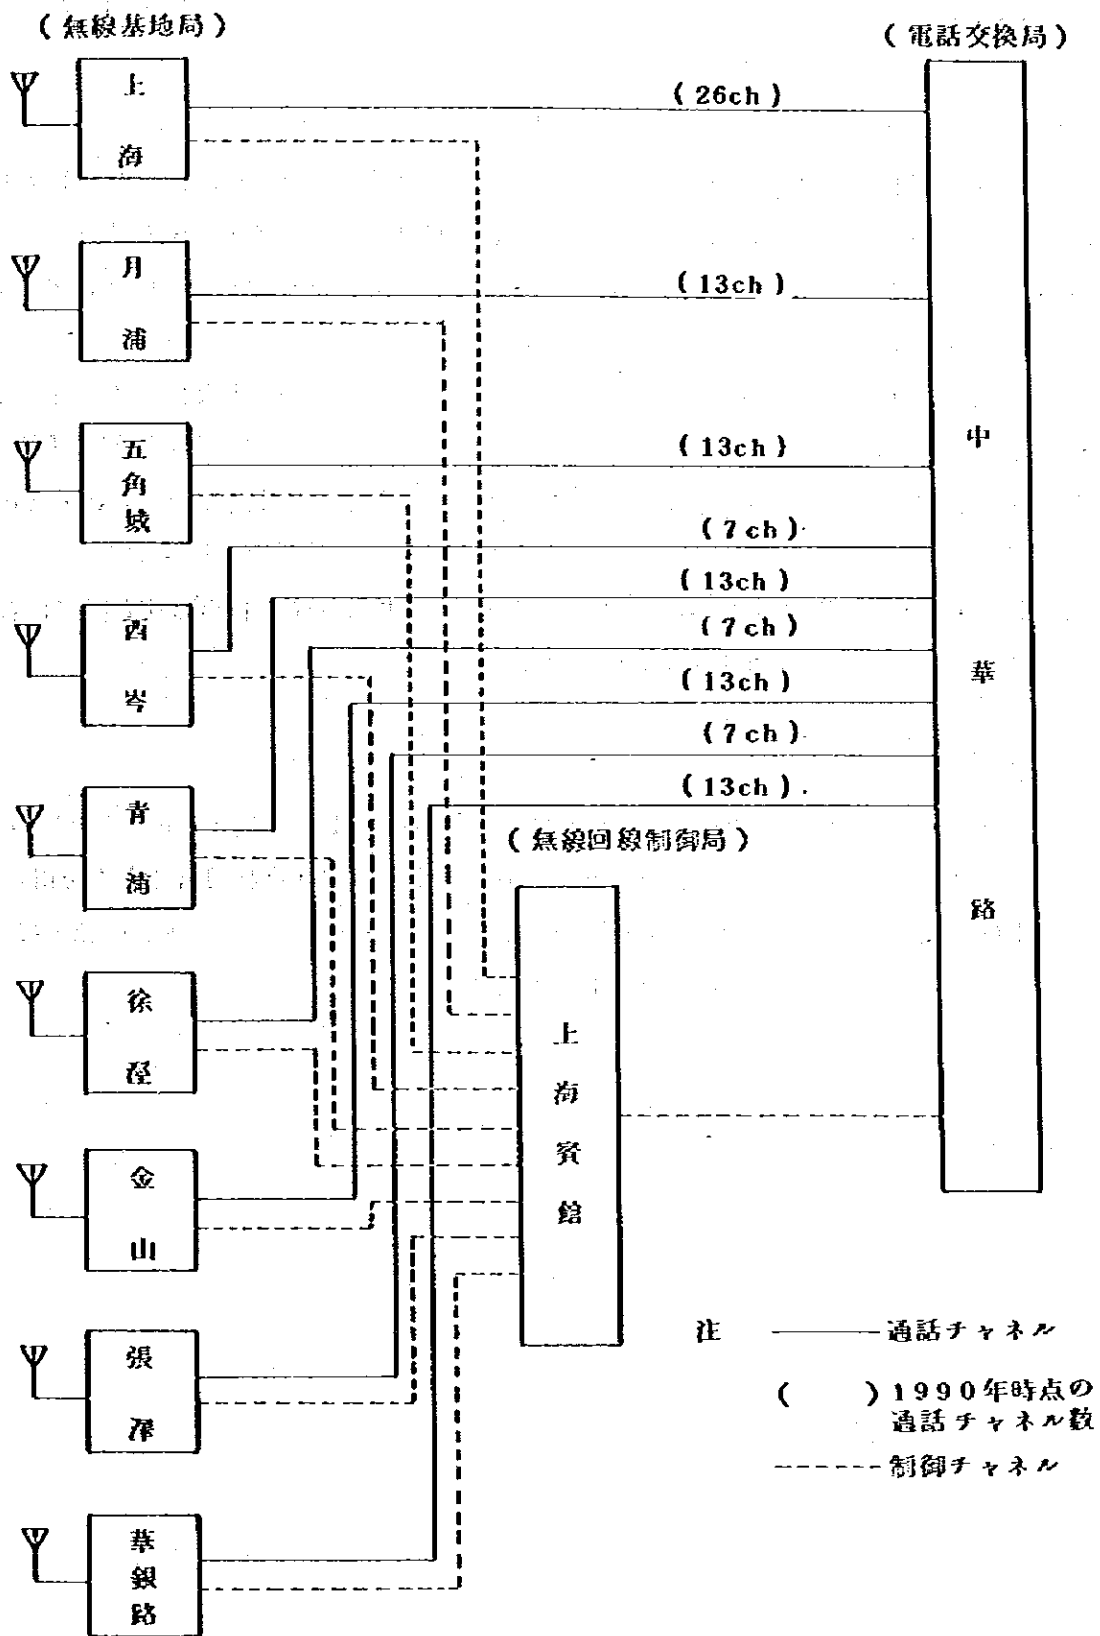 (無線基地局)
(電話交換局)
上海
(26ch)
月浦
(13ch)
五角城
(13ch)
(7ch)
西岑
(13ch)
(7ch)
(13ch)
(7ch)
青浦
(13ch)
中華路
(無線回線制御局)
徐涇
上海賓館
金山
張澤
華銀路
注 ―――通話チャネル
( )1990年時点の
通話チャネル数
------制御チャネル